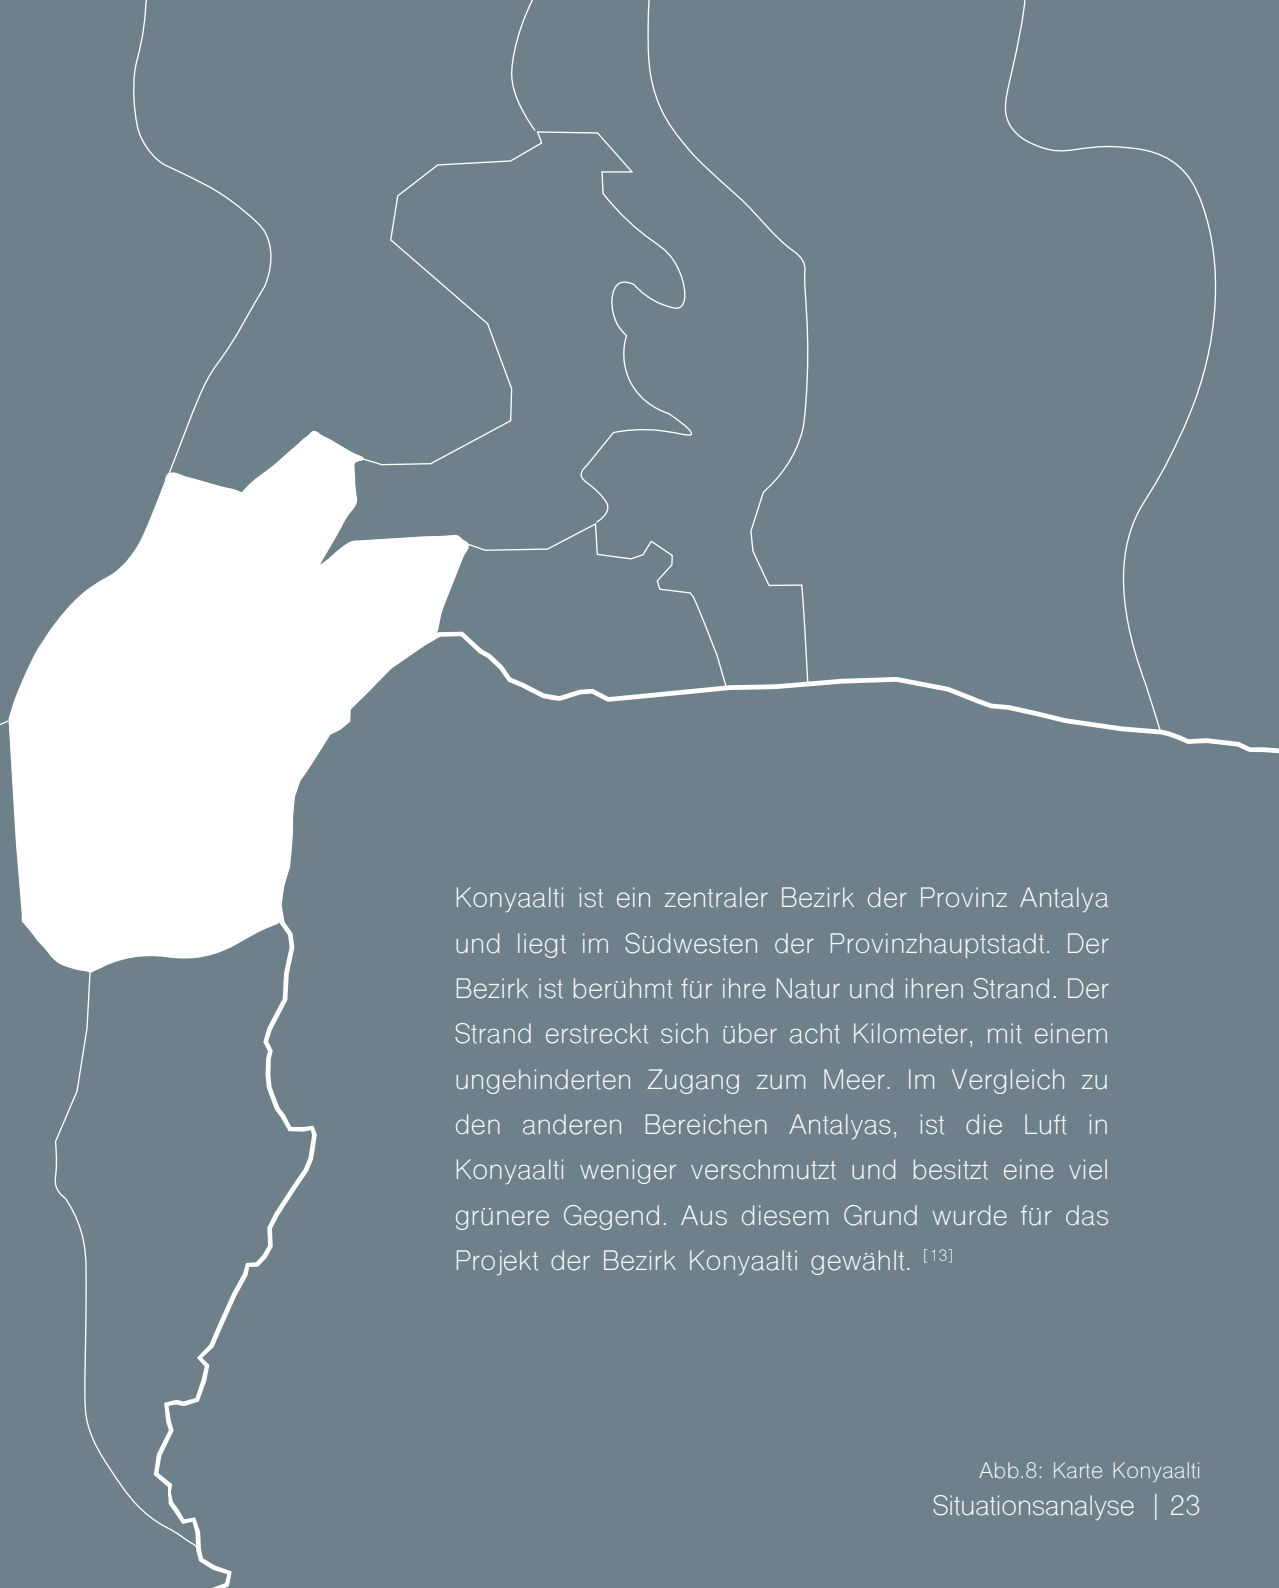 Konyaalti ist ein zentraler Bezirk der Provinz Antalya
und liegt im Südwesten der Provinzhauptstadt. Der
Bezirk ist berühmt für ihre Natur und ihren Strand. Der
Strand erstreckt sich über acht Kilometer, mit einem
ungehinderten Zugang zum Meer. Im Vergleich zu
den anderen Bereichen Antalyas, ist die Luft in
Konyaalti weniger verschmutzt und besitzt eine viel
grünere Gegend. Aus diesem Grund wurde für das
Projekt der Bezirk Konyaalti gewählt. [13]
Abb.8: Karte Konyaalti
Situationsanalyse | 23